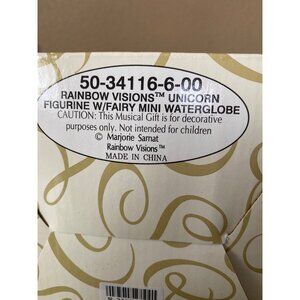 50-34116-6-00
RAINBOW VISIONS™ UNICORN
FIGURINE W/FAIRY MINI WATERGLOBE
CAUTION: This Musical Gift is for decorative
purposes only. Not intended for children
© Marjorie Sarnat
Rainbow Visions™
MADE IN CHINA